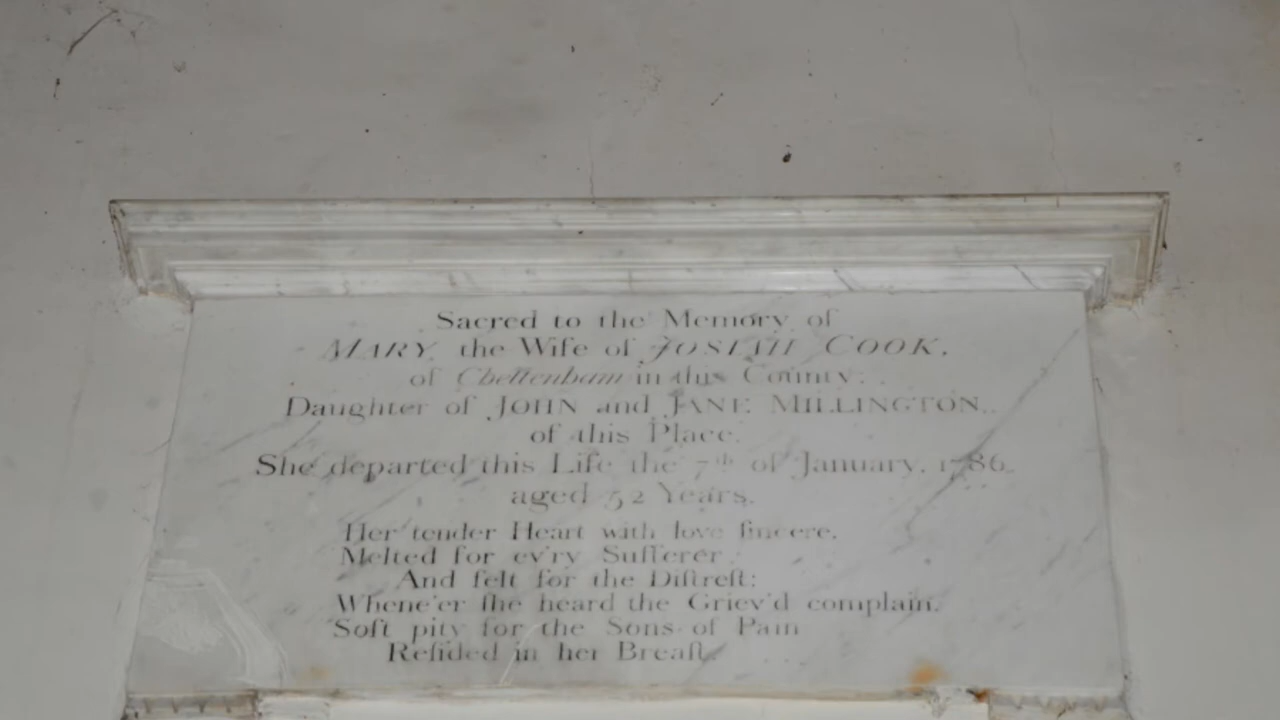 Sacred to the Memory of
MARY, the Wife of JOSIAH COOK,
of Cheltenham in this County:
Daughter of JOHN and JANE MILLINGTON,
of this Place.
She departed this Life the 7th of January, 1786,
aged 52 Years.
Her tender Heart with love ſincere,
Melted for ev'ry Sufferer
And felt for the Diſtreſt:
Whene'er ſhe heard the Griev'd complain,
Soft pity for the Sons of Pain
Reſided in her Breaſt.